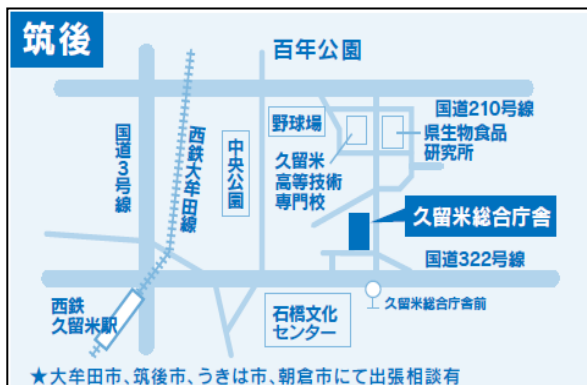 筑後
百年公園
国道3号線
西鉄大牟田線
中央公園
野球場
久留米
高等技術
専門校
国道210号線
県生物食品
研究所
久留米総合庁舎
国道322号線
西鉄
久留米駅
石橋文化
センター
久留米総合庁舎前
★大牟田市、筑後市、うきは市、朝倉市にて出張相談有